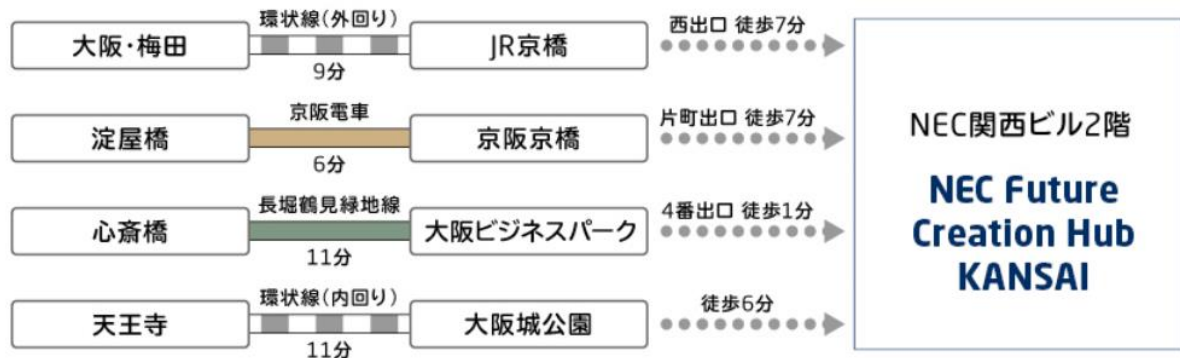 環状線(外回り)
大阪・梅田
JR京橋
9分
西出口 徒歩7分
京阪電車
淀屋橋
京阪京橋
6分
片町出口 徒歩7分
長堀鶴見緑地線
心斎橋
大阪ビジネスパーク
11分
4番出口 徒歩1分
環状線(内回り)
天王寺
大阪城公園
11分
徒歩6分
NEC関西ビル2階
NEC Future
Creation Hub
KANSAI